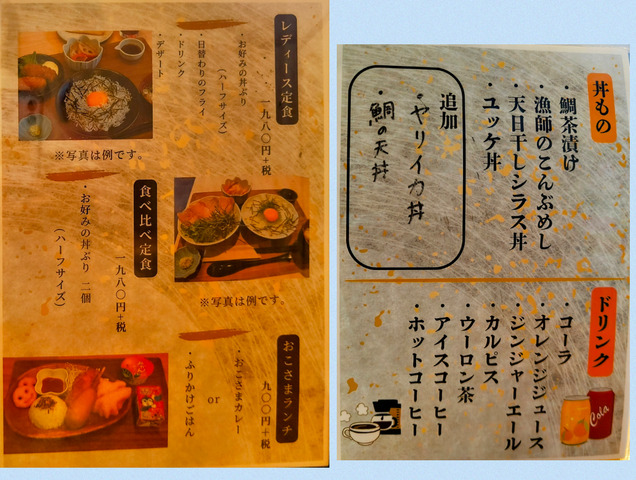 レディース定食
一、九八〇円+税
・お好みの丼ぶり
(ハーフサイズ)
・日替わりのフライ
・ドリンク
・デザート
※写真は例です。
食べ比べ定食
一、九八〇円+税
・お好みの丼ぶり 二個
(ハーフサイズ)
※写真は例です。
おこさまランチ
九〇〇円+税
・おこさまカレー
or
・ふりかけごはん
丼もの
・鯛茶漬け
・漁師のこんぶめし
・天日干しシラス丼
・ユッケ丼
追加
・ヤリイカ丼
・鯛の天丼
ドリンク
・コーラ
・オレンジジュース
・ジンジャーエール
・カルピス
・ウーロン茶
・アイスコーヒー
・ホットコーヒー
Cola